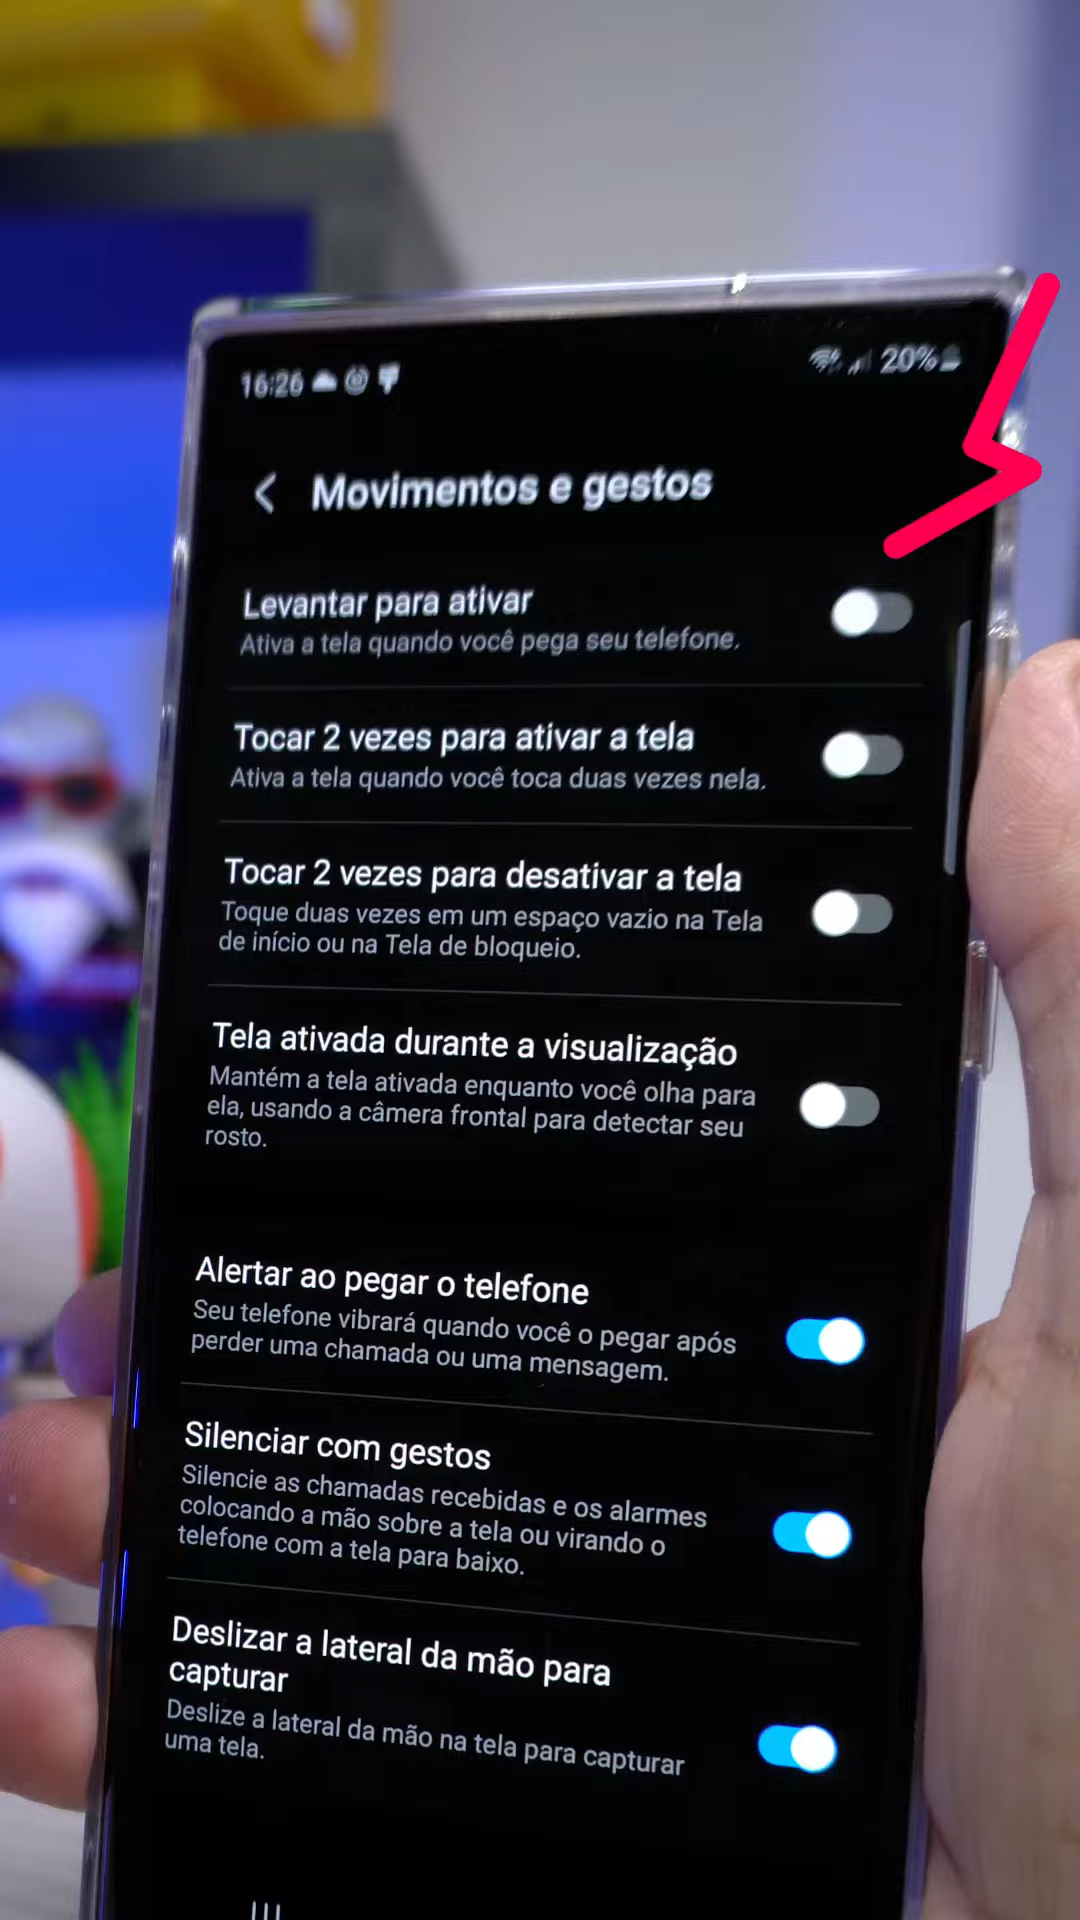 16:26
20%
Movimentos e gestos
Levantar para ativar
Ativa a tela quando você pega seu telefone.
Tocar 2 vezes para ativar a tela
Ativa a tela quando você toca duas vezes nela.
Tocar 2 vezes para desativar a tela
Toque duas vezes em um espaço vazio na Tela
de início ou na Tela de bloqueio.
Tela ativada durante a visualização
Mantém a tela ativada enquanto você olha para
ela, usando a câmera frontal para detectar seu
rosto.
Alertar ao pegar o telefone
Seu telefone vibrará quando você o pegar após
perder uma chamada ou uma mensagem.
Silenciar com gestos
Silencie as chamadas recebidas e os alarmes
colocando a mão sobre a tela ou virando o
telefone com a tela para baixo.
Deslizar a lateral da mão para
capturar
Deslize a lateral da mão na tela para capturar
uma tela.